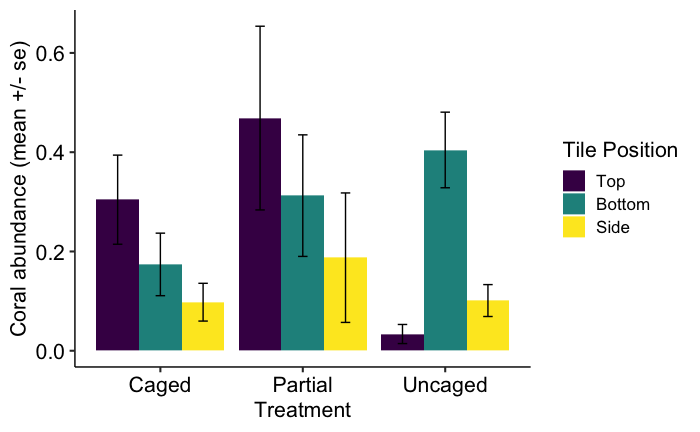 Coral abundance (mean +/- se)
0.6
0.4
0.2
0.0
Caged
Partial
Uncaged
Treatment
Tile Position
Top
Bottom
Side